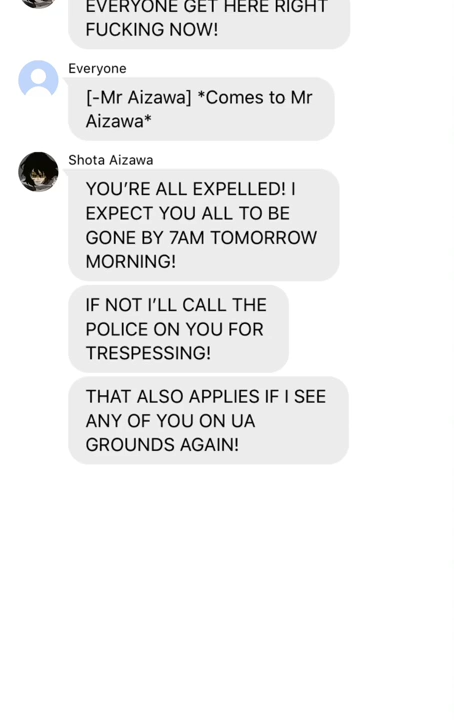 EVERYONE GET HERE RIGHT
FUCKING NOW!
Everyone
[-Mr Aizawa] *Comes to Mr
Aizawa*
Shota Aizawa
YOU’RE ALL EXPELLED! I
EXPECT YOU ALL TO BE
GONE BY 7AM TOMORROW
MORNING!
IF NOT I’LL CALL THE
POLICE ON YOU FOR
TRESPESSING!
THAT ALSO APPLIES IF I SEE
ANY OF YOU ON UA
GROUNDS AGAIN!